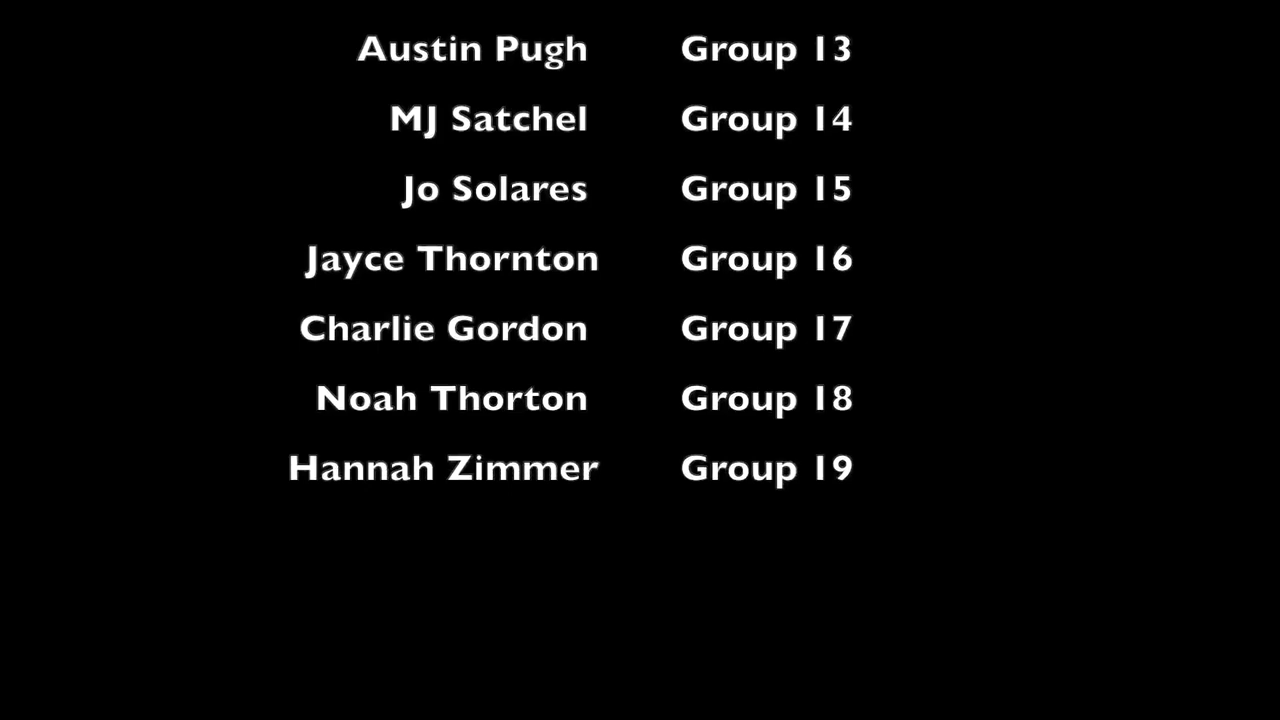 Austin Pugh Group 13
MJ Satchel Group 14
Jo Solares Group 15
Jayce Thornton Group 16
Charlie Gordon Group 17
Noah Thorton Group 18
Hannah Zimmer Group 19